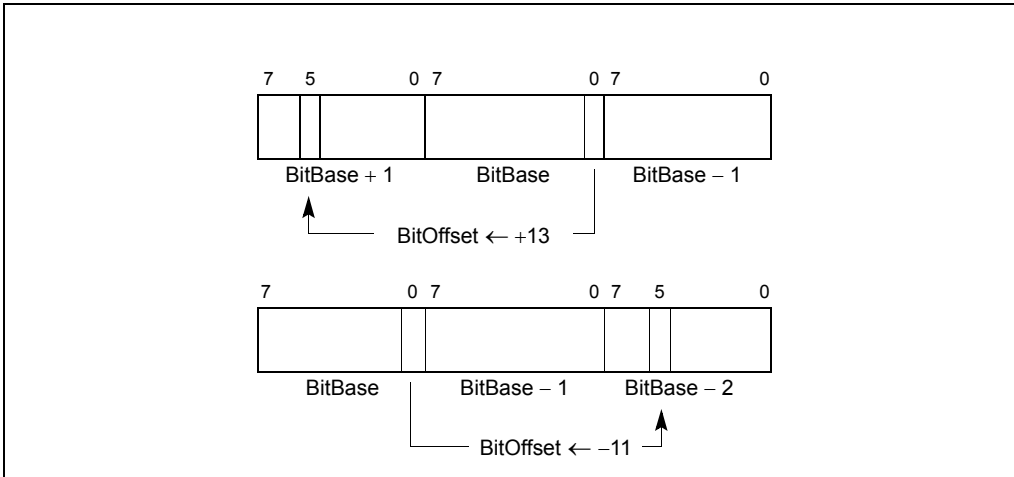 7 5 0 7 0 7 0
BitBase + 1 BitBase BitBase − 1
BitOffset ← +13
7 0 7 0 7 5 0
BitBase BitBase − 1 BitBase − 2
BitOffset ← −11